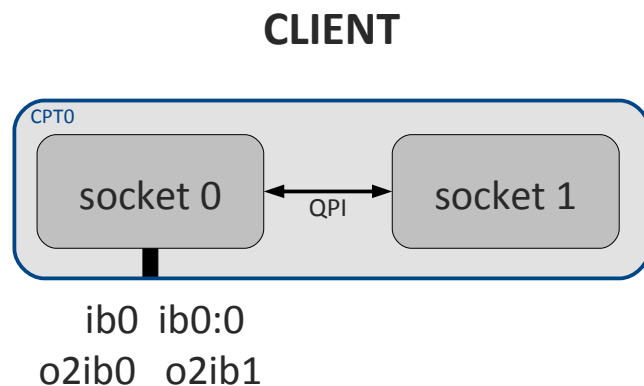 CLIENT
CPT0
socket 0
QPI
socket 1
ib0 ib0:0
o2ib0 o2ib1